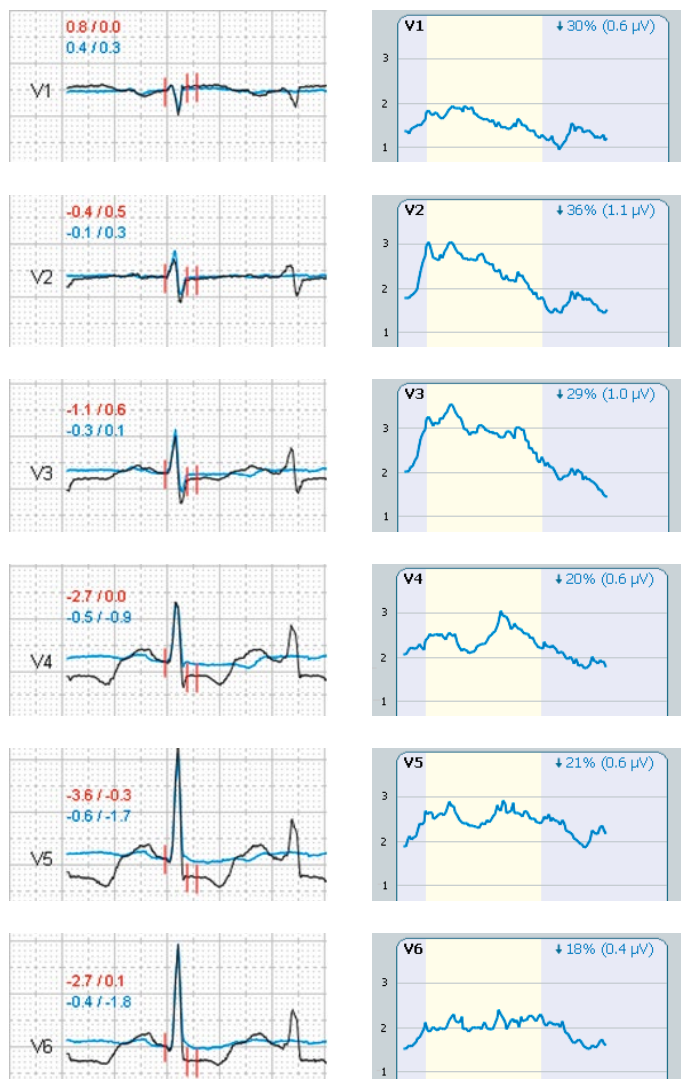 0.8 / 0.0
0.4 / 0.3
V1
V1 ↓30% (0.6 µV)
3
2
1
-0.4 / 0.5
-0.1 / 0.3
V2
V2 ↓36% (1.1 µV)
3
2
1
-1.1 / 0.6
-0.3 / 0.1
V3
V3 ↓29% (1.0 µV)
3
2
1
-2.7 / 0.0
-0.5 / -0.9
V4
V4 ↓20% (0.6 µV)
3
2
1
-3.6 / -0.3
-0.6 / -1.7
V5
V5 ↓21% (0.6 µV)
3
2
1
-2.7 / 0.1
-0.4 / -1.8
V6
V6 ↓18% (0.4 µV)
3
2
1